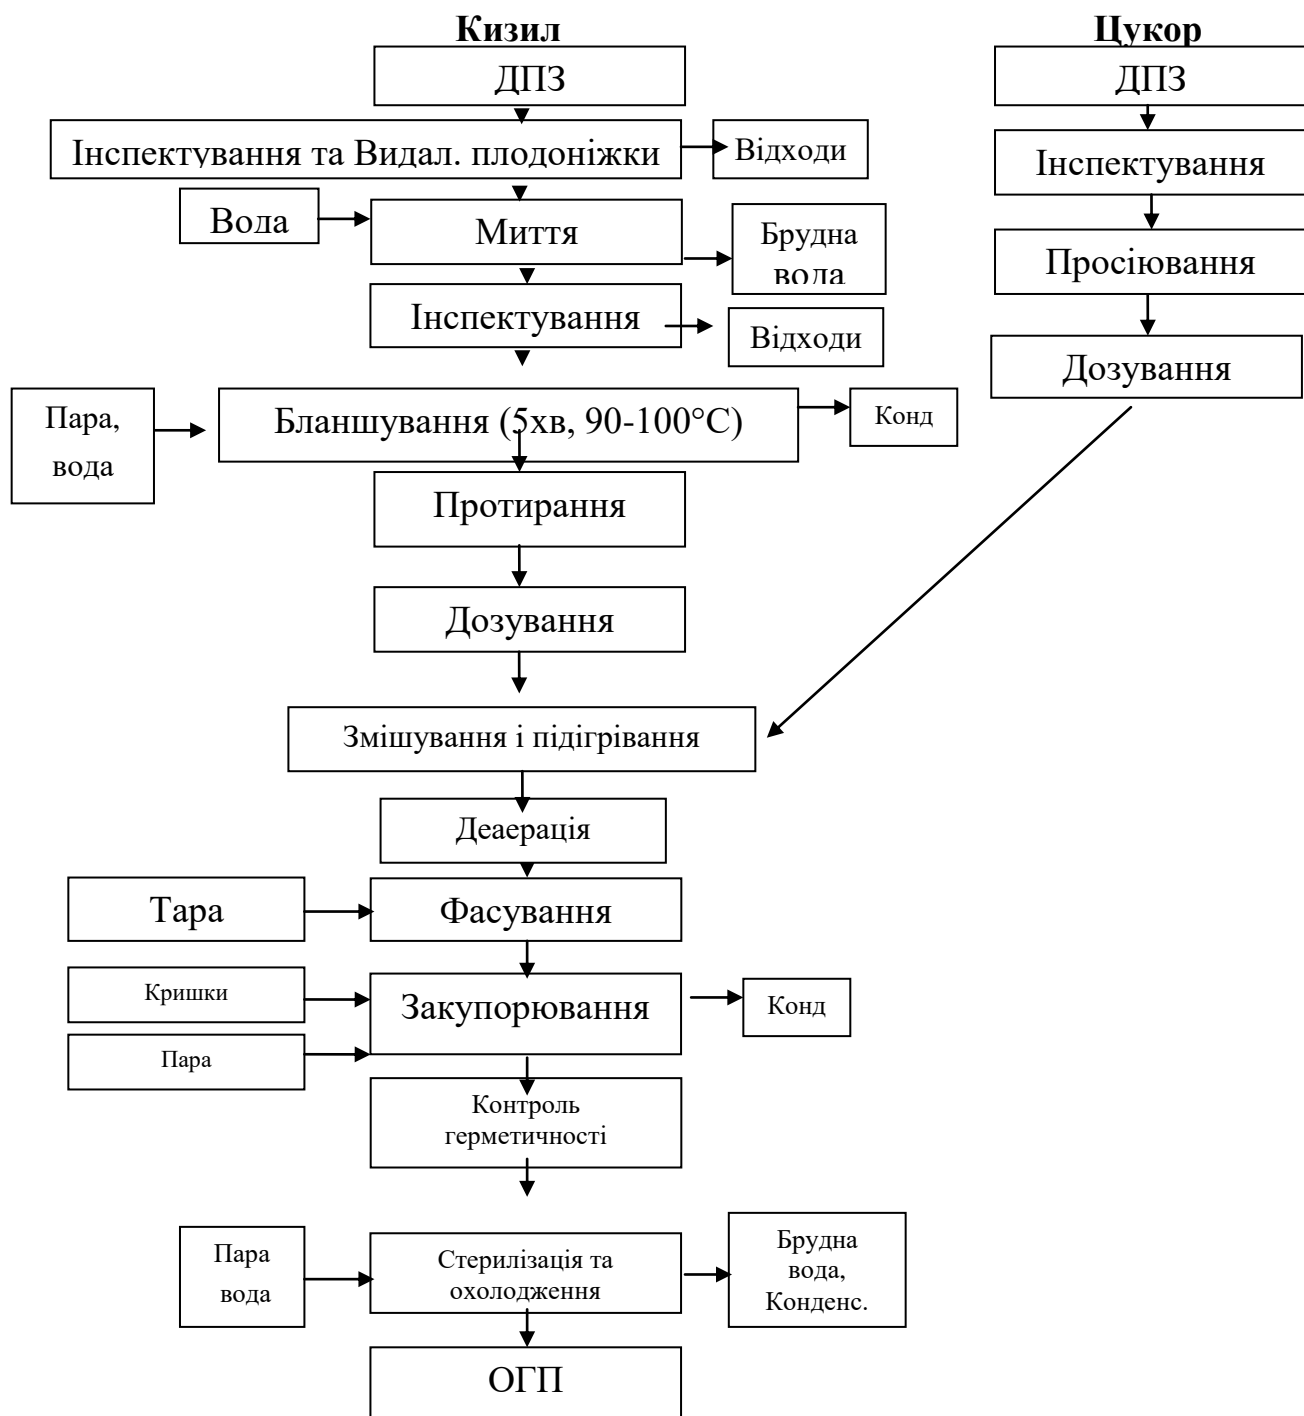 Кизил
Цукор
ДПЗ
ДПЗ
Інспектування та Видал. плодоніжки
Відходи
Інспектування
Вода
Миття
Брудна
вода
Просіювання
Інспектування
Відходи
Дозування
Пара,
вода
Бланшування (5хв, 90-100°С)
Конд
Протирання
Дозування
Змішування і підігрівання
Деаерація
Тара
Фасування
Кришки
Закупорювання
Конд
Пара
Контроль
герметичності
Пара
вода
Стерилізація та
охолодження
Брудна
вода,
Конденс.
ОГП